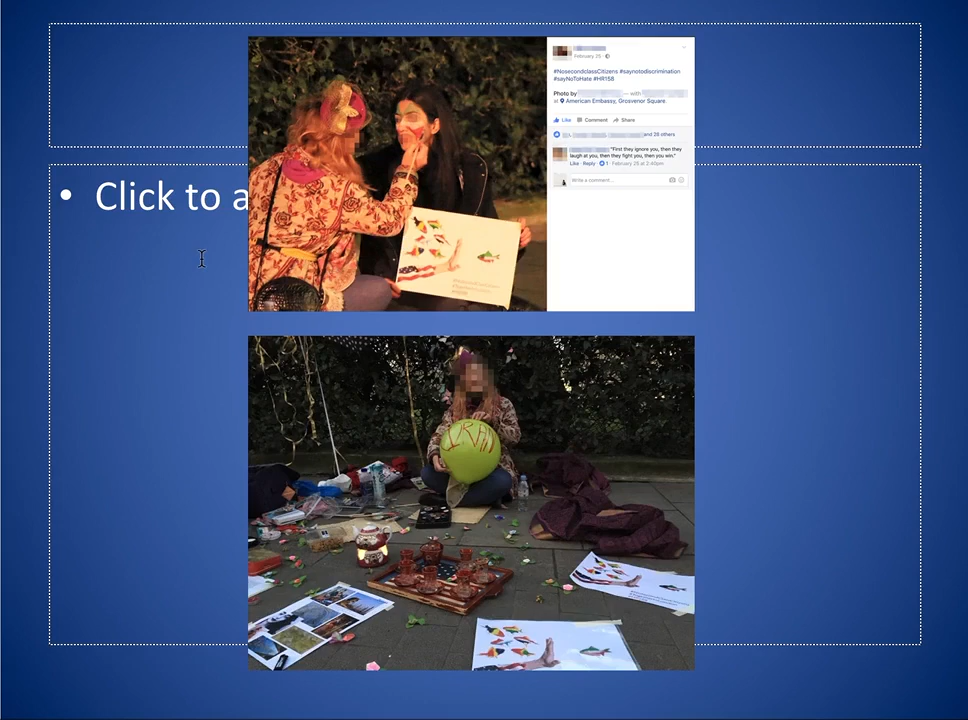 February 25
#NosecondclassCitizens #saynotodiscrimination
#sayNoToHate #HR158
Photo by — with
at American Embassy, Grosvenor Square
Like Comment Share
and 28 others
"First they ignore you, then they
laugh at you, then they fight you, then you win."
Like · Reply · 1 · February 25 at 2:40pm
Write a comment...
• Click to a
IRAN